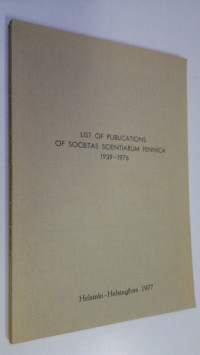 LIST OF PUBLICATIONS
OF SOCIETAS SCIENTIARUM FENNICA
1939–1976
Helsinki–Helsingfors 1977